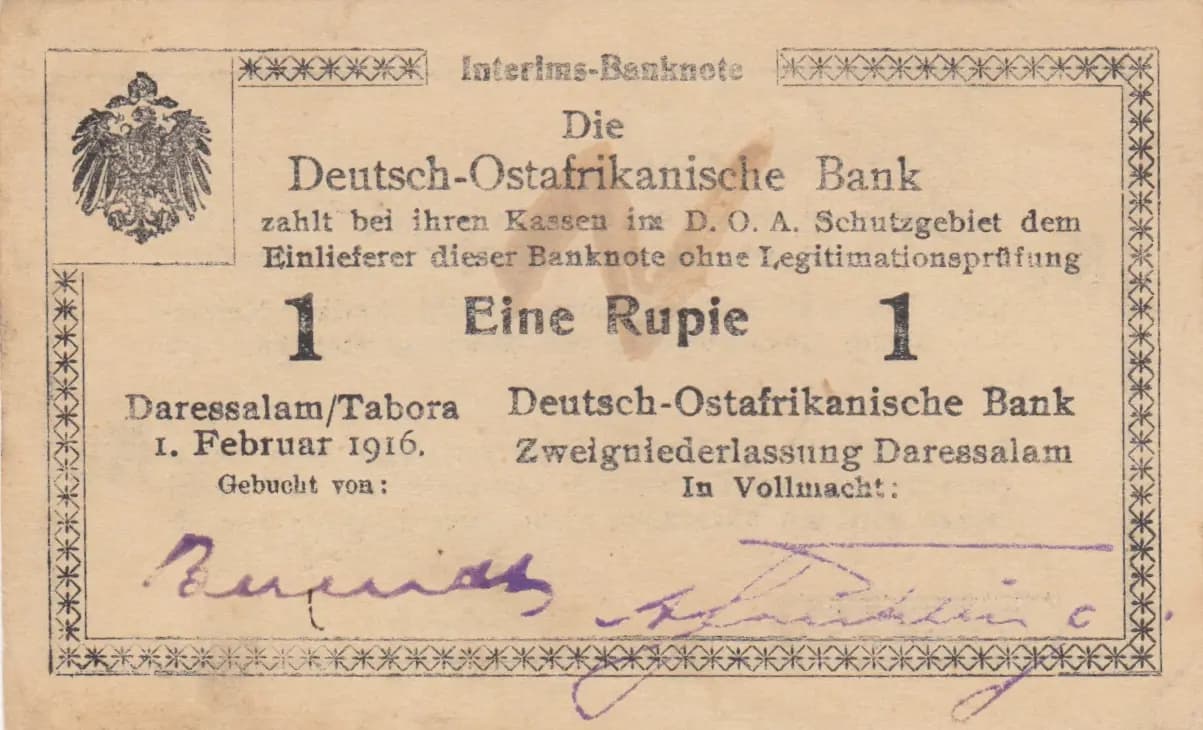 Interims-Banknote
Die
Deutsch-Ostafrikanische Bank
zahlt bei ihren Kassen im D. O. A. Schutzgebiet dem
Einlieferer dieser Banknote ohne Legitimationsprüfung
1 Eine Rupie 1
Daressalam/Tabora
1. Februar 1916.
Gebucht von:
Deutsch-Ostafrikanische Bank
Zweigniederlassung Daressalam
In Vollmacht: